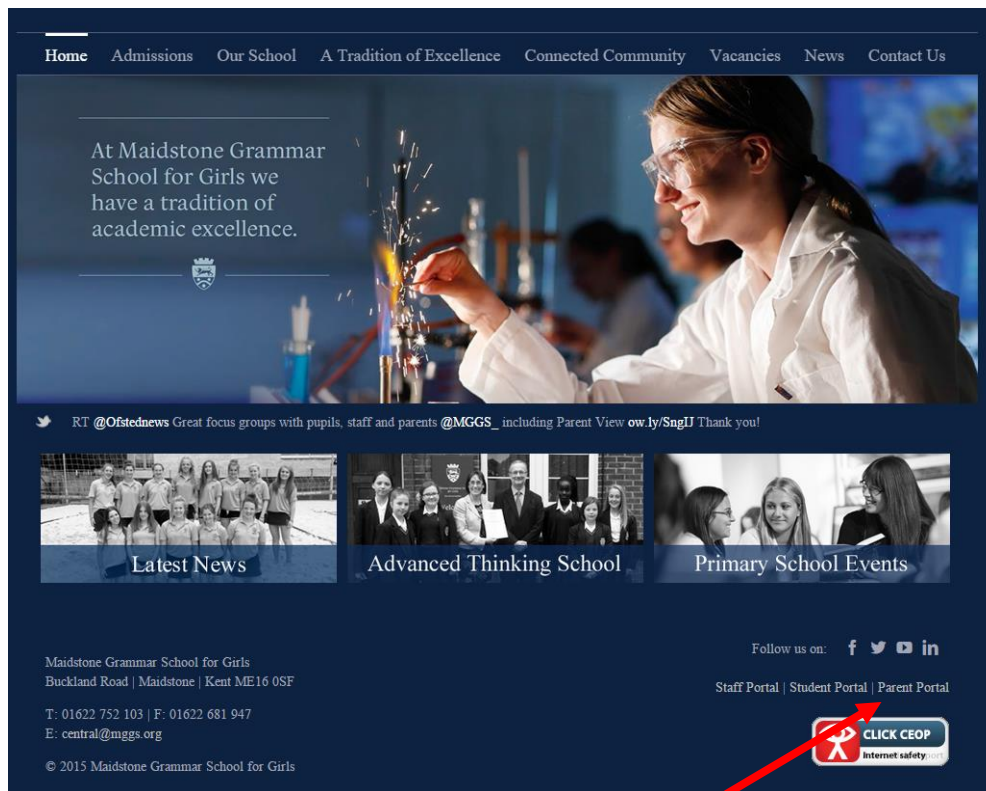 Home Admissions Our School A Tradition of Excellence Connected Community Vacancies News Contact Us
At Maidstone Grammar
School for Girls we
have a tradition of
academic excellence.
RT @Ofstednews Great focus groups with pupils, staff and parents @MGGS_ including Parent View ow.ly/SngIJ Thank you!
Latest News
Advanced Thinking School
Primary School Events
Follow us on: f in
Maidstone Grammar School for Girls
Buckland Road | Maidstone | Kent ME16 0SF
Staff Portal | Student Portal | Parent Portal
T: 01622 752 103 | F: 01622 681 947
E: central@mggs.org
CLICK CEOP
Internet safety
© 2015 Maidstone Grammar School for Girls